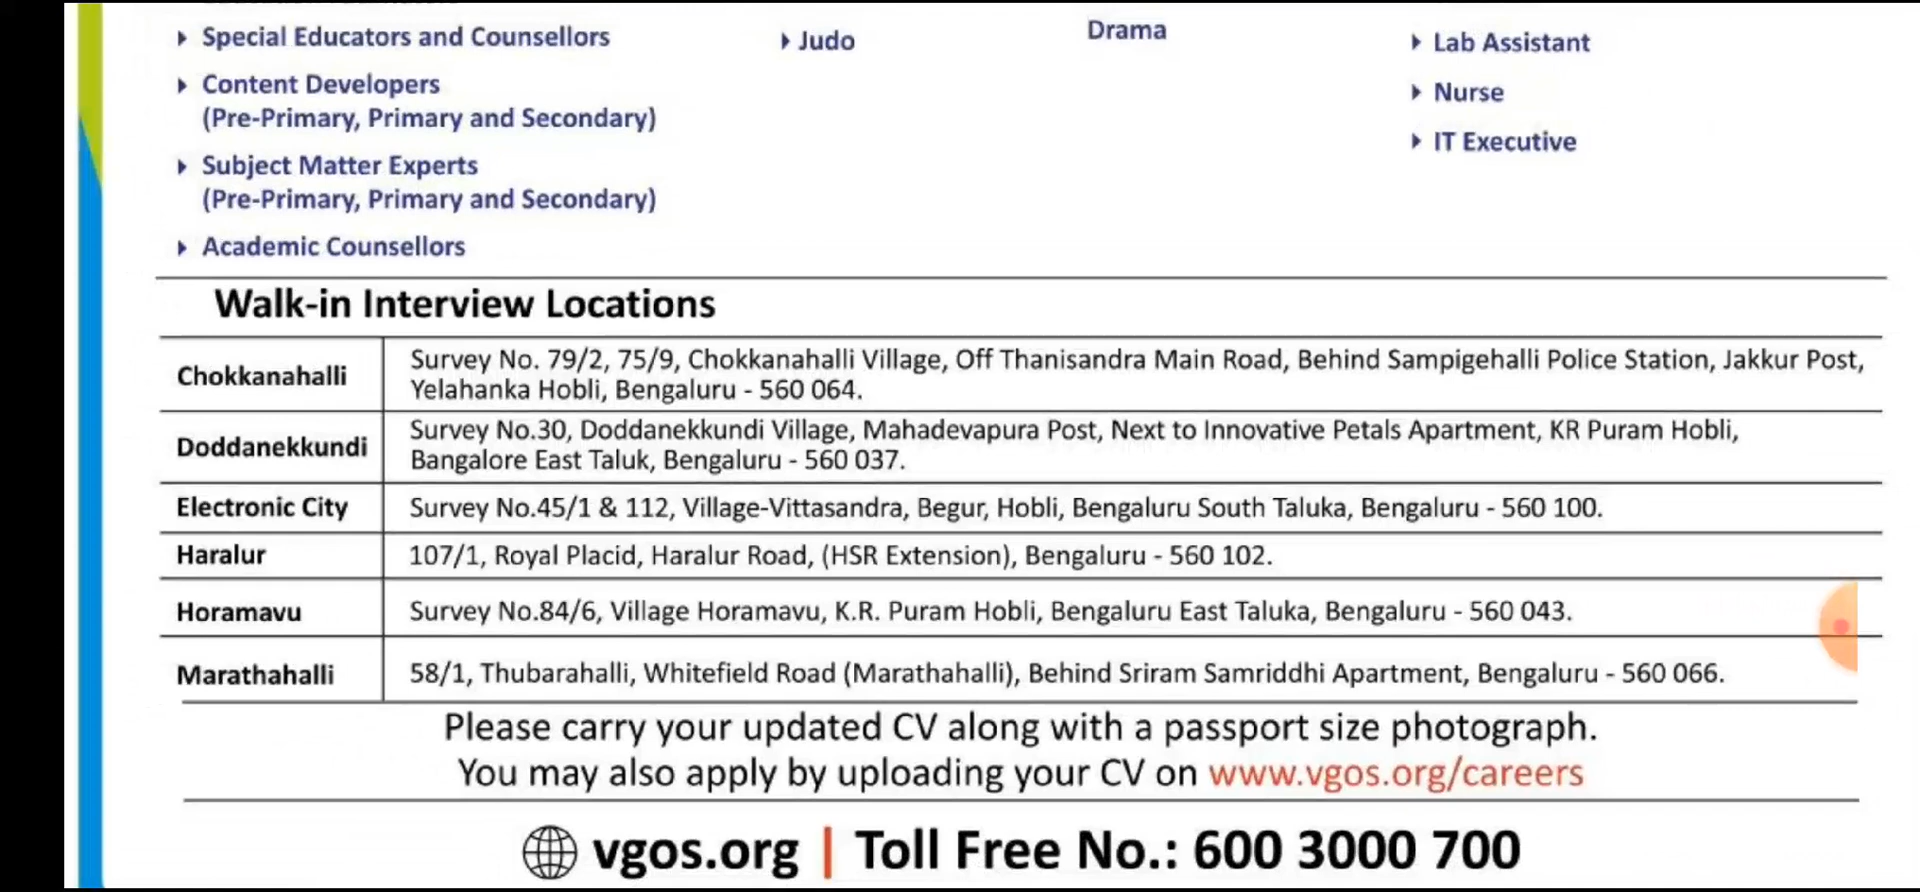 Special Educators and Counsellors
Content Developers
(Pre-Primary, Primary and Secondary)
Subject Matter Experts
(Pre-Primary, Primary and Secondary)
Academic Counsellors
Judo
Drama
Lab Assistant
Nurse
IT Executive
Walk-in Interview Locations
Chokkanahalli
Survey No. 79/2, 75/9, Chokkanahalli Village, Off Thanisandra Main Road, Behind Sampigehalli Police Station, Jakkur Post,
Yelahanka Hobli, Bengaluru - 560 064.
Doddanekkundi
Survey No.30, Doddanekkundi Village, Mahadevapura Post, Next to Innovative Petals Apartment, KR Puram Hobli,
Bangalore East Taluk, Bengaluru - 560 037.
Electronic City
Survey No.45/1 & 112, Village-Vittasandra, Begur, Hobli, Bengaluru South Taluka, Bengaluru - 560 100.
Haralur
107/1, Royal Placid, Haralur Road, (HSR Extension), Bengaluru - 560 102.
Horamavu
Survey No.84/6, Village Horamavu, K.R. Puram Hobli, Bengaluru East Taluka, Bengaluru - 560 043.
Marathahalli
58/1, Thubarahalli, Whitefield Road (Marathahalli), Behind Sriram Samriddhi Apartment, Bengaluru - 560 066.
Please carry your updated CV along with a passport size photograph.
You may also apply by uploading your CV on www.vgos.org/careers
vgos.org | Toll Free No.: 600 3000 700